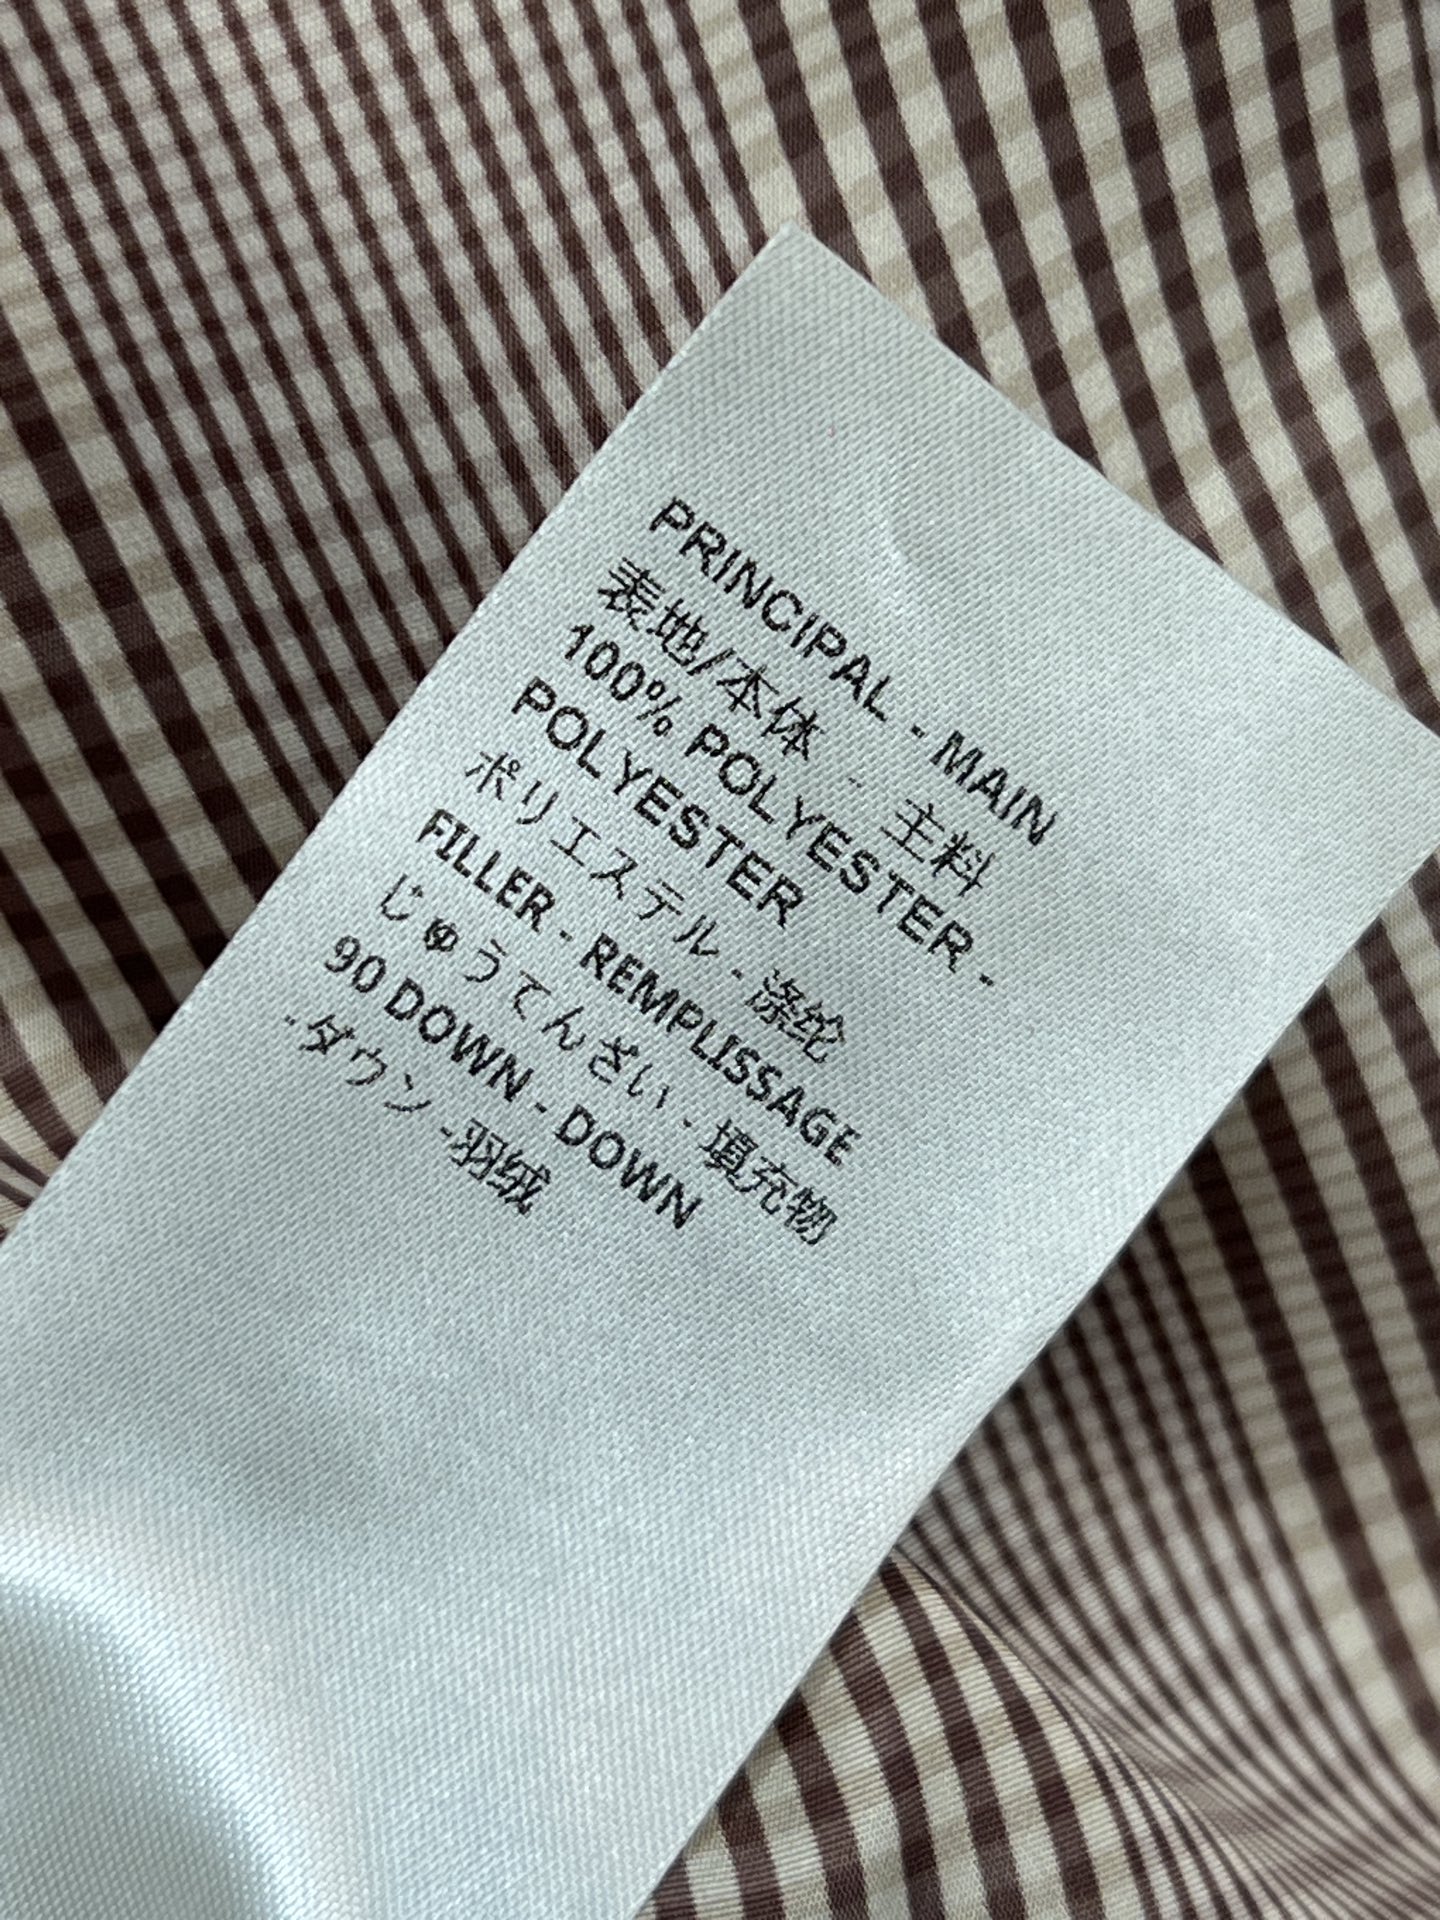 PRINCIPAL - MAIN
表地/本体 - 主料
100% POLYESTER -
POLYESTER
ポリエステル - 涤纶
FILLER - REMPLISSAGE
じゅうてんざい - 填充物
90 DOWN - DOWN
-ダウン -羽绒